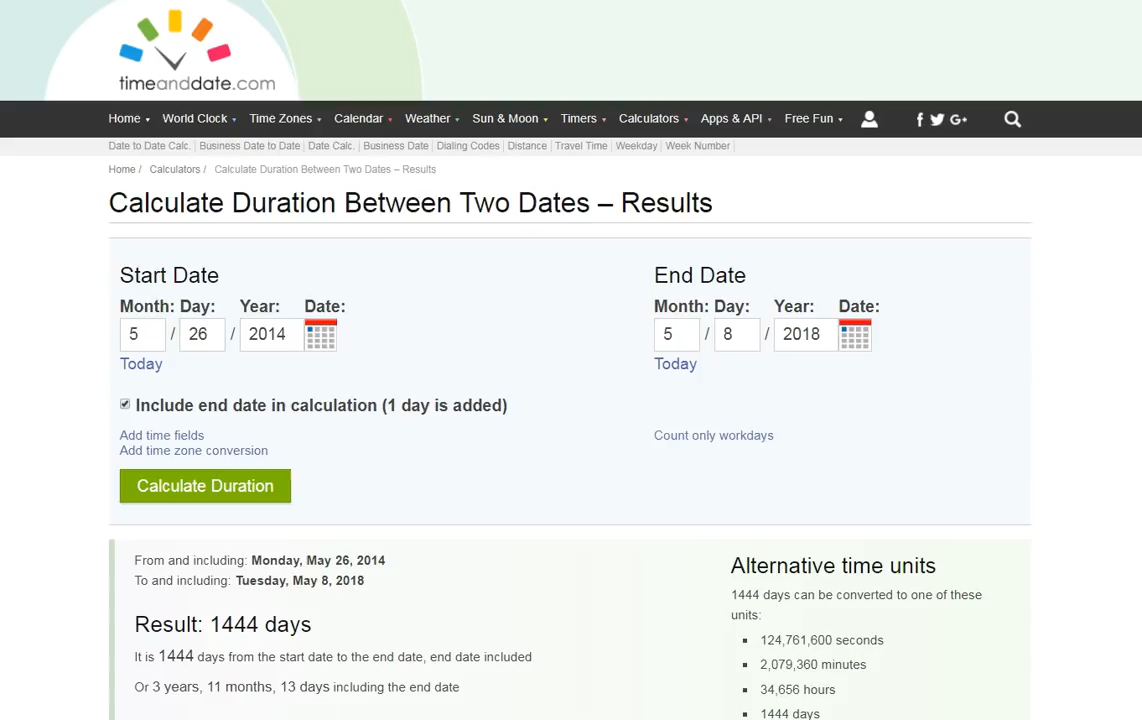 timeanddate.com
Home World Clock Time Zones Calendar Weather Sun & Moon Timers Calculators Apps & API Free Fun
Date to Date Calc. Business Date to Date Date Calc. Business Date Dialing Codes Distance Travel Time Weekday Week Number
Home / Calculators / Calculate Duration Between Two Dates – Results
Calculate Duration Between Two Dates – Results
Start Date
Month: Day: Year: Date:
5 / 26 / 2014
Today
End Date
Month: Day: Year: Date:
5 / 8 / 2018
Today
Include end date in calculation (1 day is added)
Add time fields
Add time zone conversion
Count only workdays
Calculate Duration
From and including: Monday, May 26, 2014
To and including: Tuesday, May 8, 2018
Result: 1444 days
It is 1444 days from the start date to the end date, end date included
Or 3 years, 11 months, 13 days including the end date
Alternative time units
1444 days can be converted to one of these
units:
124,761,600 seconds
2,079,360 minutes
34,656 hours
1444 days